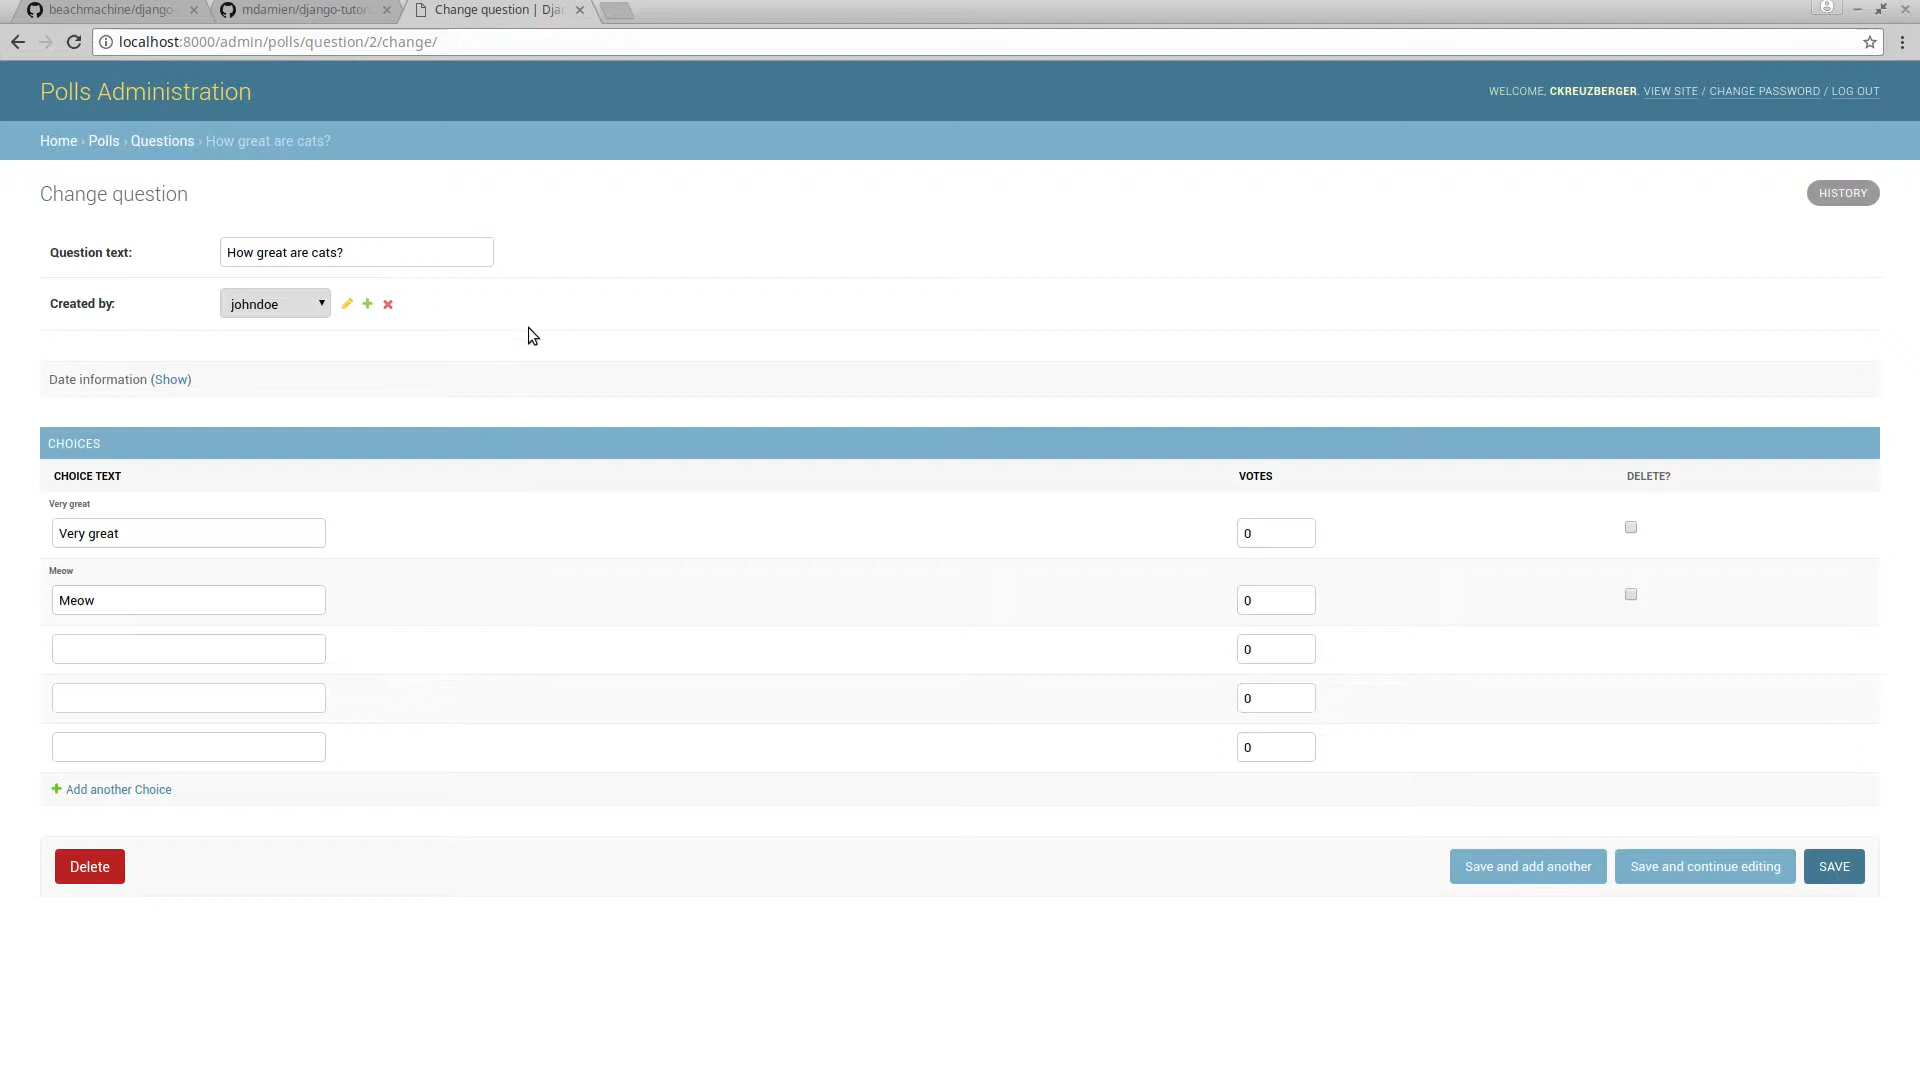 beachmachine/django-
mdamien/django-tutor
Change question | Dja
localhost:8000/admin/polls/question/2/change/
Polls Administration
WELCOME, CKREUZBERGER. VIEW SITE / CHANGE PASSWORD / LOG OUT
Home › Polls › Questions › How great are cats?
Change question
HISTORY
Question text:
How great are cats?
Created by:
johndoe
Date information (Show)
CHOICES
CHOICE TEXT
VOTES
DELETE?
Very great
Very great
0
Meow
Meow
0
0
0
0
Add another Choice
Delete
Save and add another
Save and continue editing
SAVE